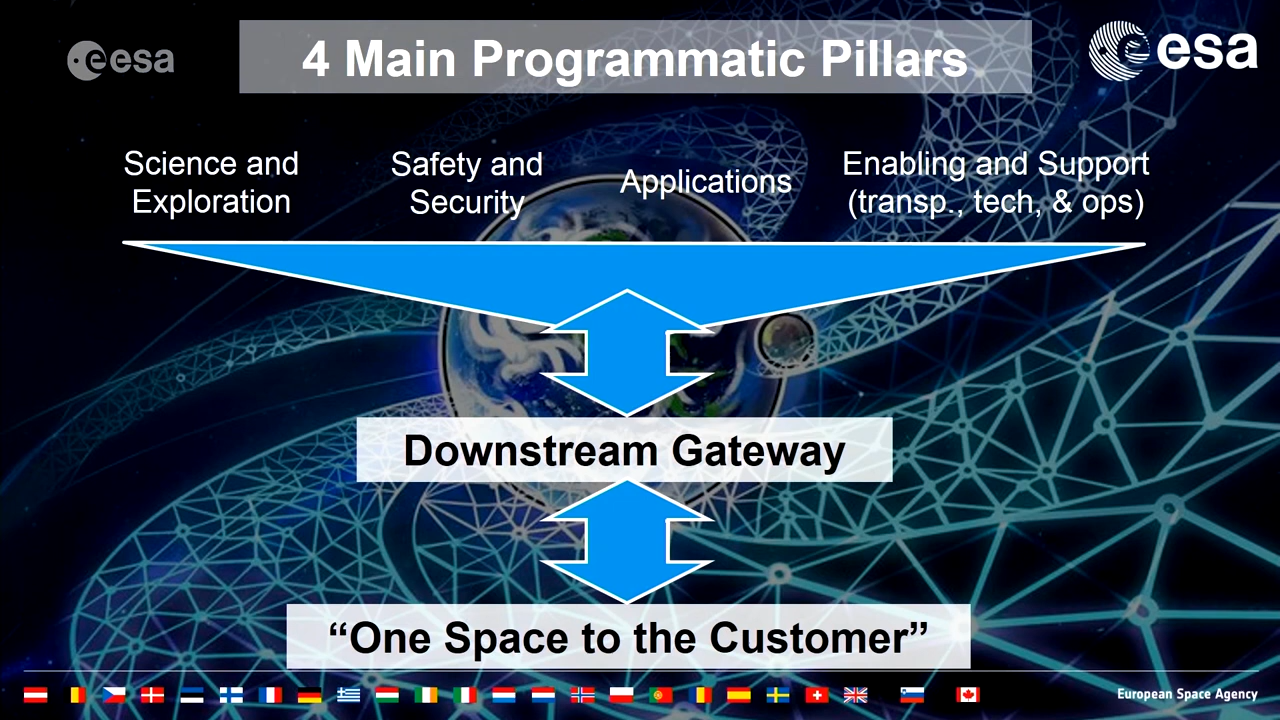 esa
4 Main Programmatic Pillars
esa
Science and
Exploration
Safety and
Security
Applications
Enabling and Support
(transp., tech, & ops)
Downstream Gateway
“One Space to the Customer”
European Space Agency